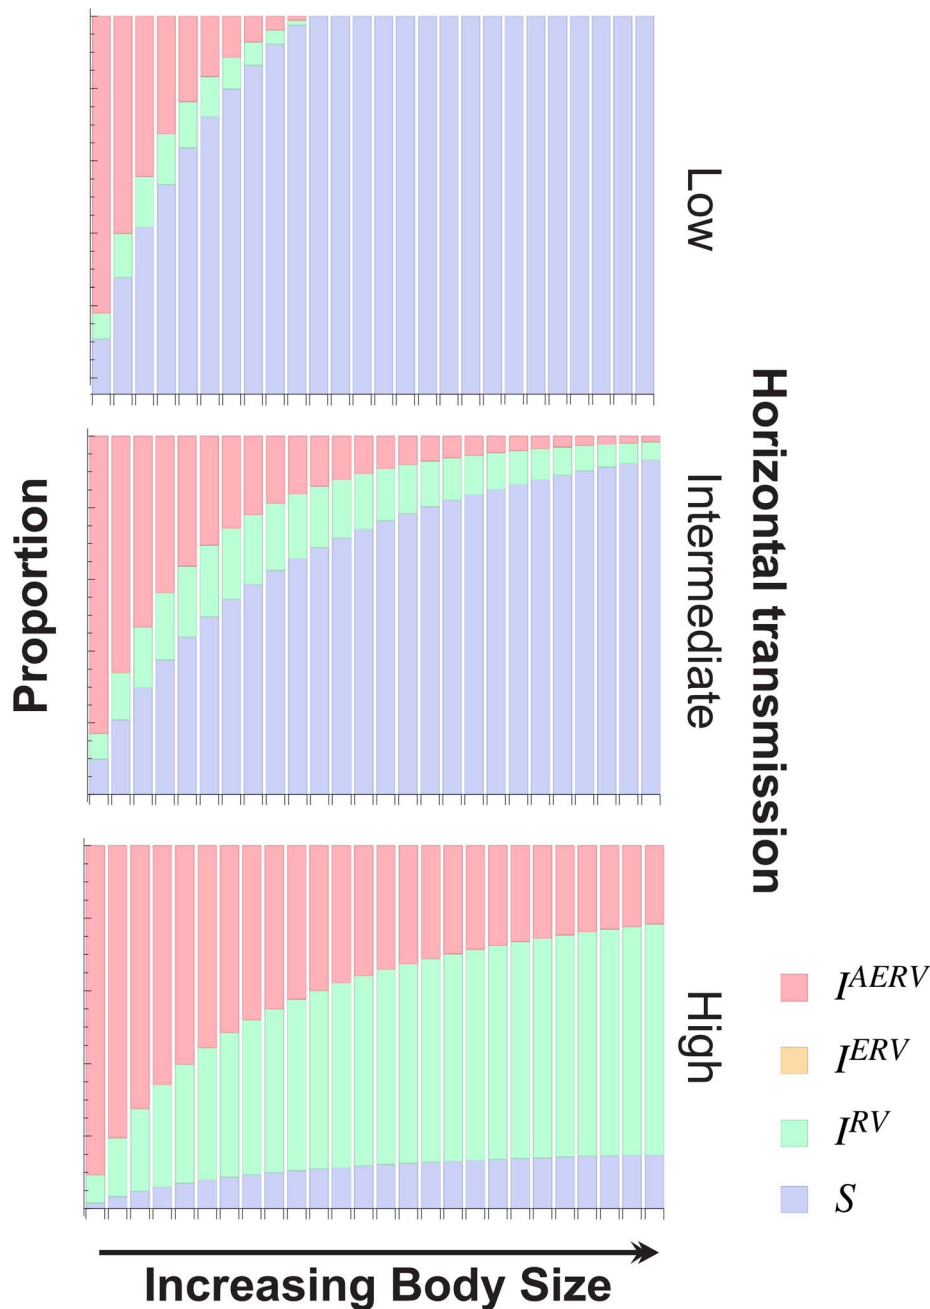 Low
Intermediate
High
Proportion
Horizontal transmission
Increasing Body Size
I^AERV
I^ERV
I^RV
S